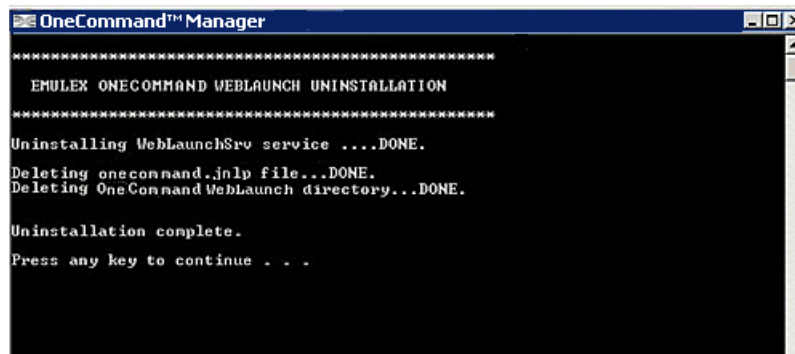 OneCommand™ Manager
**************************************************
EMULEX ONECOMMAND WEBLAUNCH UNINSTALLATION
**************************************************
Uninstalling WebLaunchSrv service ....DONE.
Deleting onecommand.jnlp file...DONE.
Deleting OneCommand WebLaunch directory...DONE.
Uninstallation complete.
Press any key to continue . . .